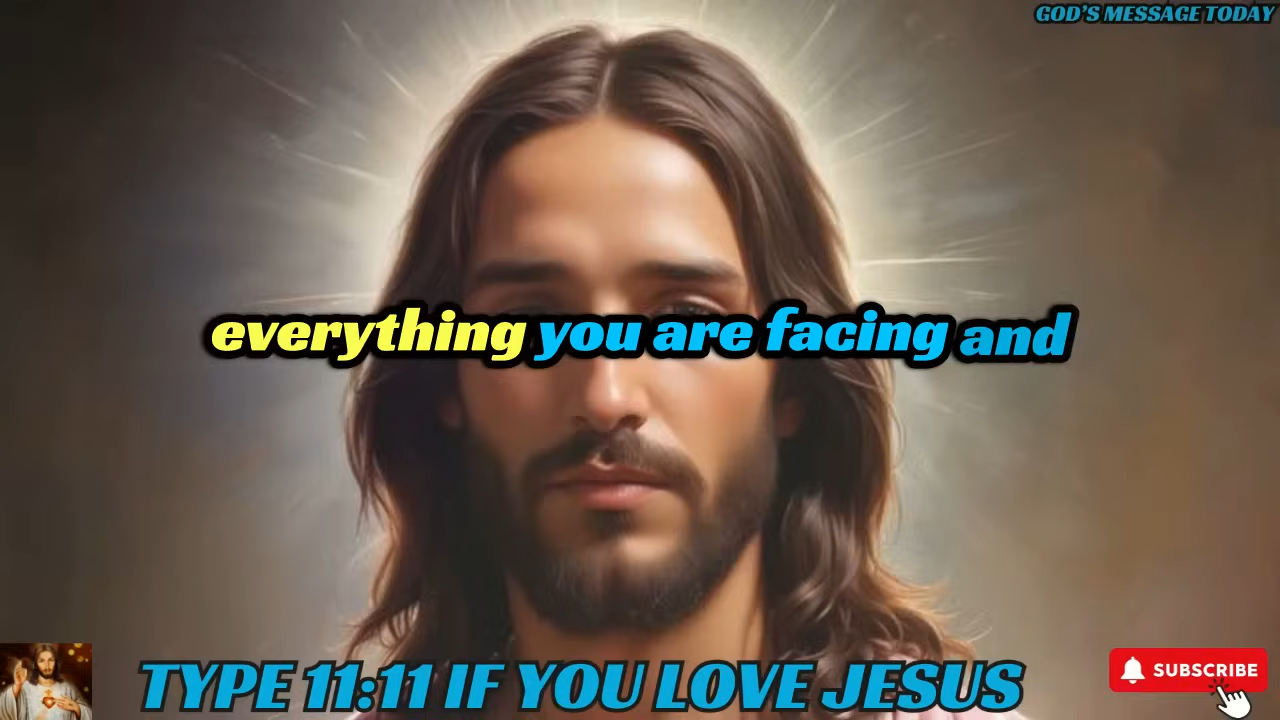 GOD'S MESSAGE TODAY
everything you are facing and
TYPE 11:11 IF YOU LOVE JESUS
SUBSCRIBE